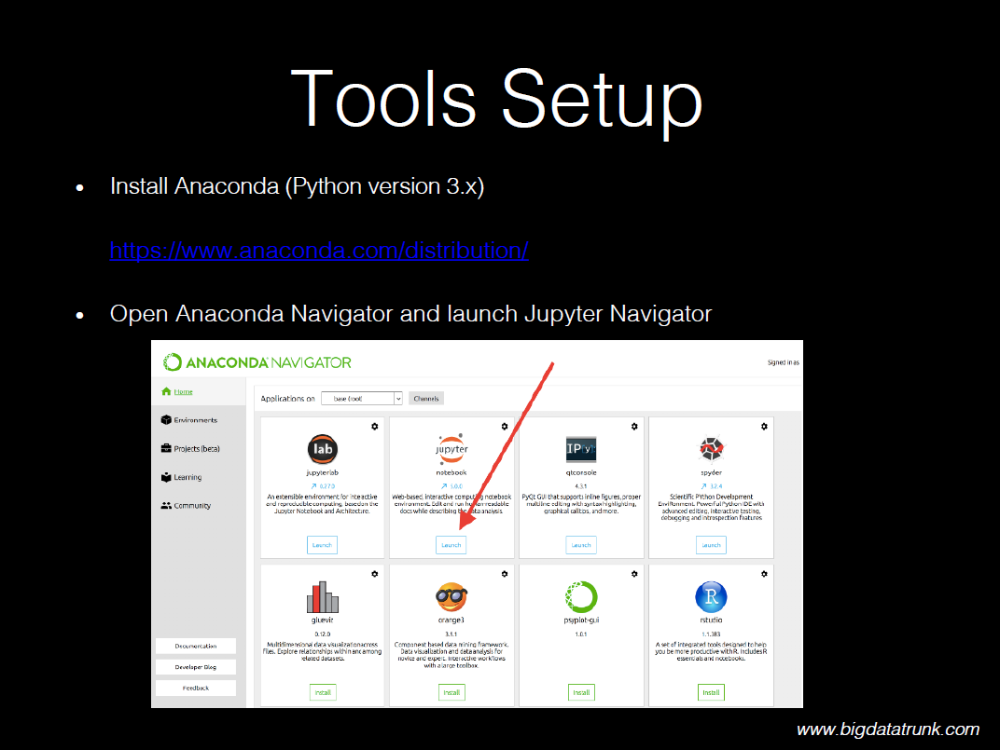 Tools Setup
• Install Anaconda (Python version 3.x)
https://www.anaconda.com/distribution/
• Open Anaconda Navigator and launch Jupyter Navigator
ANACONDA NAVIGATOR
Signed in as
Home
Environments
Projects (beta)
Learning
Community
Documentation
Developer Blog
Feedback
Applications on
base (root)
Channels
lab
jupyterlab
0.27.0
An extensible environment for interactive
and reproducible computing, based on the
Jupyter Notebook and Architecture.
Launch
jupyter
notebook
5.0.0
Web-based, interactive computing notebook
environment. Edit and run human-readable
docs while describing the data analysis.
Launch
IP[y]
qtconsole
4.3.1
PyQt GUI that supports inline figures, proper
multiline editing with syntax highlighting,
graphical calltips, and more.
Launch
spyder
3.2.4
Scientific PYthon Development
EnviRonment. Powerful Python IDE with
advanced editing, interactive testing,
debugging and introspection features
Launch
glueviz
0.12.0
Multidimensional data visualization across
files. Explore relationships within and among
related datasets.
Install
orange3
Component based data mining framework.
Data visualization and data analysis for
novice and expert. Interactive workflows
with a large toolbox.
Install
psyplot-gui
1.0.1
Install
R
rstudio
1.1.383
A set of integrated tools designed to help
you be more productive with R. Includes R
essentials and notebooks.
Install
www.bigdatatrunk.com